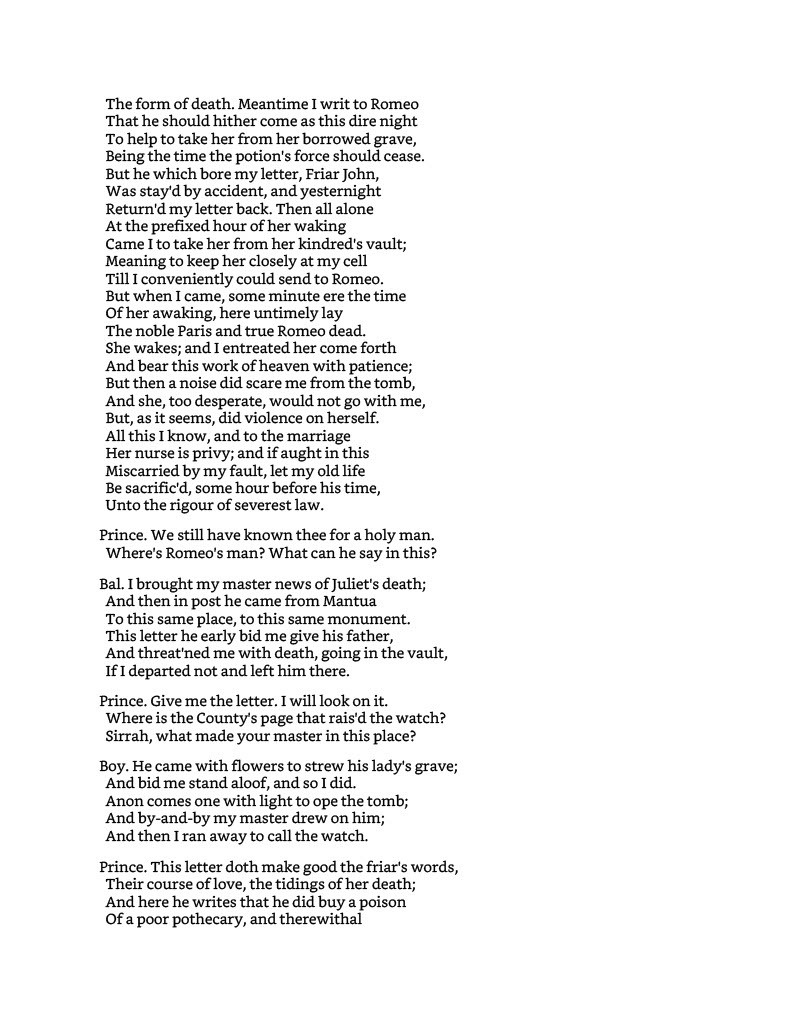 The form of death. Meantime I writ to Romeo
That he should hither come as this dire night
To help to take her from her borrowed grave,
Being the time the potion's force should cease.
But he which bore my letter, Friar John,
Was stay'd by accident, and yesternight
Return'd my letter back. Then all alone
At the prefixed hour of her waking
Came I to take her from her kindred's vault;
Meaning to keep her closely at my cell
Till I conveniently could send to Romeo.
But when I came, some minute ere the time
Of her awaking, here untimely lay
The noble Paris and true Romeo dead.
She wakes; and I entreated her come forth
And bear this work of heaven with patience;
But then a noise did scare me from the tomb,
And she, too desperate, would not go with me,
But, as it seems, did violence on herself.
All this I know, and to the marriage
Her nurse is privy; and if aught in this
Miscarried by my fault, let my old life
Be sacrific'd, some hour before his time,
Unto the rigour of severest law.
Prince. We still have known thee for a holy man.
Where's Romeo's man? What can he say in this?
Bal. I brought my master news of Juliet's death;
And then in post he came from Mantua
To this same place, to this same monument.
This letter he early bid me give his father,
And threat'ned me with death, going in the vault,
If I departed not and left him there.
Prince. Give me the letter. I will look on it.
Where is the County's page that rais'd the watch?
Sirrah, what made your master in this place?
Boy. He came with flowers to strew his lady's grave;
And bid me stand aloof, and so I did.
Anon comes one with light to ope the tomb;
And by-and-by my master drew on him;
And then I ran away to call the watch.
Prince. This letter doth make good the friar's words,
Their course of love, the tidings of her death;
And here he writes that he did buy a poison
Of a poor pothecary, and therewithal